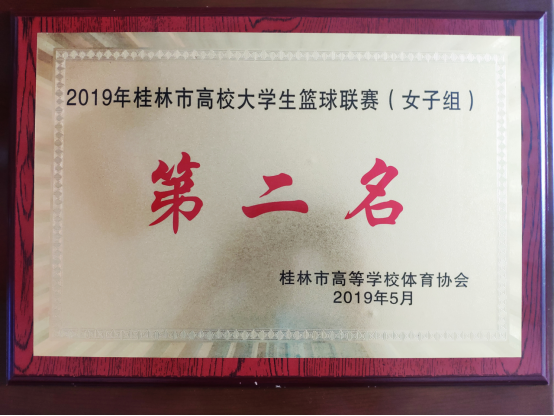 2019年桂林市高校大学生篮球联赛（女子组）
第二名
桂林市高等学校体育协会
2019年5月